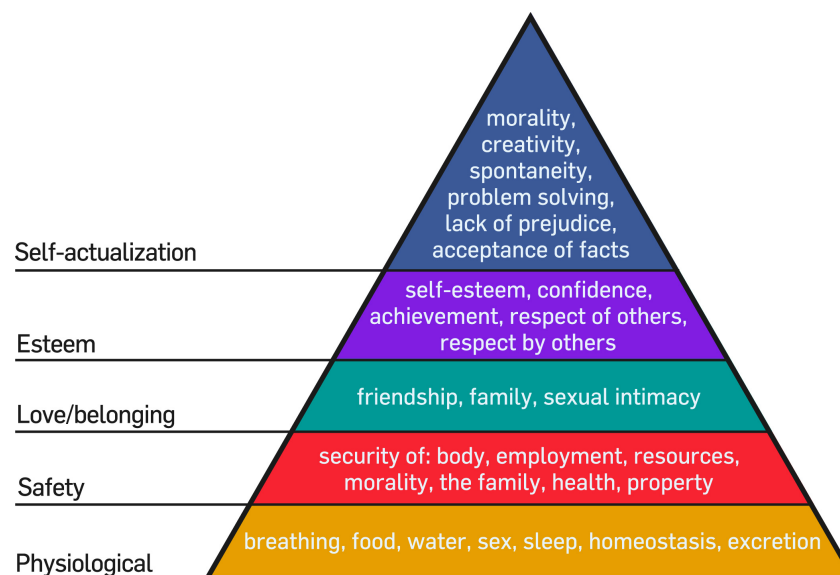 morality,
creativity,
spontaneity,
problem solving,
lack of prejudice,
acceptance of facts
Self-actualization
self-esteem, confidence,
achievement, respect of others,
respect by others
Esteem
friendship, family, sexual intimacy
Love/belonging
security of: body, employment, resources,
morality, the family, health, property
Safety
breathing, food, water, sex, sleep, homeostasis, excretion
Physiological